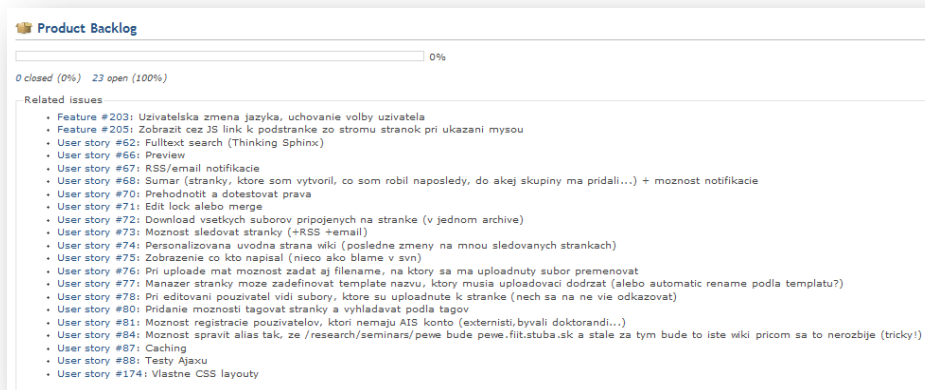 Product Backlog
0%
0 closed (0%) 23 open (100%)
Related issues
Feature #203: Uzivatelska zmena jazyka, uchovanie volby uzivatela
Feature #205: Zobrazit cez JS link k podstranke zo stromu stranok pri ukazani mysou
User story #62: Fulltext search (Thinking Sphinx)
User story #66: Preview
User story #67: RSS/email notifikacie
User story #68: Sumar (stranky, ktore som vytvoril, co som robil naposledy, do akej skupiny ma pridali...) + moznost notifikacie
User story #70: Prehodnotit a dotestovat prava
User story #71: Edit lock alebo merge
User story #72: Download vsetkych suborov pripojenych na stranke (v jednom archive)
User story #73: Moznost sledovat stranky (+RSS +email)
User story #74: Personalizovana uvodna strana wiki (posledne zmeny na mnou sledovanych strankach)
User story #75: Zobrazenie co kto napisal (nieco ako blame v svn)
User story #76: Pri uploade mat moznost zadat aj filename, na ktory sa ma uploadnuty subor premenovat
User story #77: Manazer stranky moze zadefinovat template nazvu, ktory musia uploadovaci dodrzat (alebo automatic rename podla templatu?)
User story #78: Pri editovani pouzivatel vidi subory, ktore su uploadnute k stranke (nech sa na ne vie odkazovat)
User story #80: Pridanie moznosti tagovat stranky a vyhladavat podla tagov
User story #81: Moznost registracie pouzivatelov, ktori nemaju AIS konto (externisti,byvali doktorandi...)
User story #84: Moznost spravit alias tak, ze /research/seminars/pewe bude pewe.fiit.stuba.sk a stale za tym bude to iste wiki pricom sa to nerozbije (tricky!)
User story #87: Caching
User story #88: Testy Ajaxu
User story #174: Vlastne CSS layouty